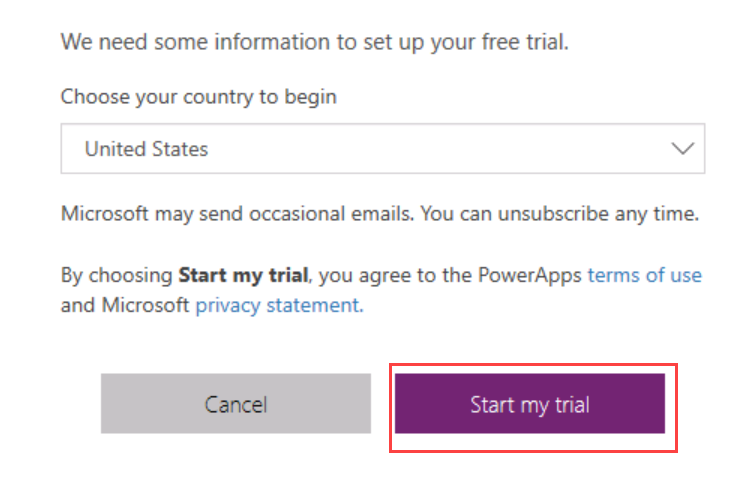 We need some information to set up your free trial.
Choose your country to begin
United States
Microsoft may send occasional emails. You can unsubscribe any time.
By choosing Start my trial, you agree to the PowerApps terms of use
and Microsoft privacy statement.
Cancel
Start my trial